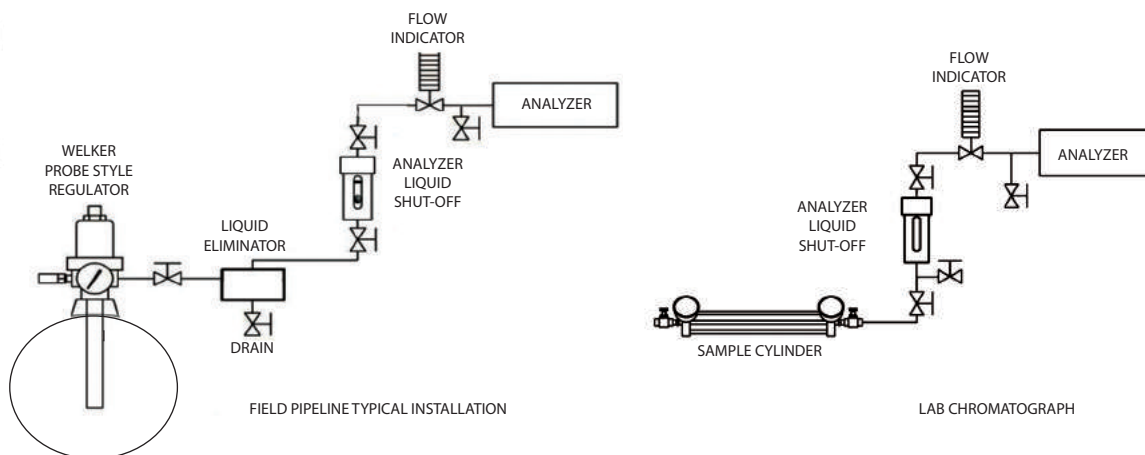 FLOW
INDICATOR
ANALYZER
WELKER
PROBE STYLE
REGULATOR
ANALYZER
LIQUID
SHUT-OFF
LIQUID
ELIMINATOR
DRAIN
FIELD PIPELINE TYPICAL INSTALLATION
FLOW
INDICATOR
ANALYZER
ANALYZER
LIQUID
SHUT-OFF
SAMPLE CYLINDER
LAB CHROMATOGRAPH